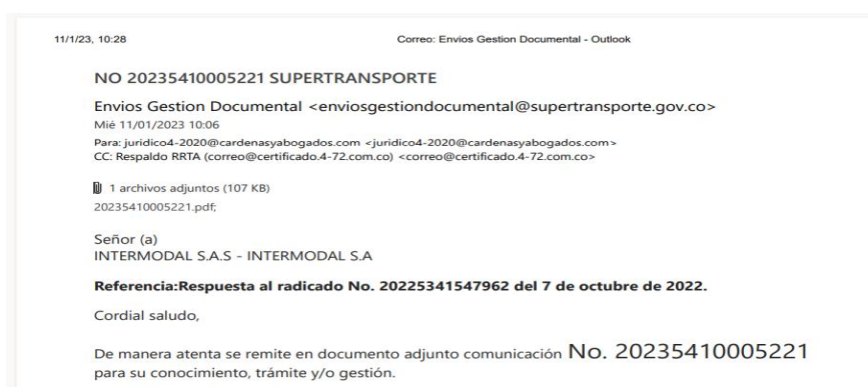 11/1/23, 10:28 Correo: Envios Gestion Documental - Outlook
NO 20235410005221 SUPERTRANSPORTE
Envios Gestion Documental <enviosgestiondocumental@supertransporte.gov.co>
Mié 11/01/2023 10:06
Para: juridico4-2020@cardenasyabogados.com <juridico4-2020@cardenasyabogados.com>
CC: Respaldo RRTA (correo@certificado.4-72.com.co) <correo@certificado.4-72.com.co>
1 archivos adjuntos (107 KB)
20235410005221.pdf;
Señor (a)
INTERMODAL S.A.S - INTERMODAL S.A
Referencia:Respuesta al radicado No. 20225341547962 del 7 de octubre de 2022.
Cordial saludo,
De manera atenta se remite en documento adjunto comunicación No. 20235410005221
para su conocimiento, trámite y/o gestión.